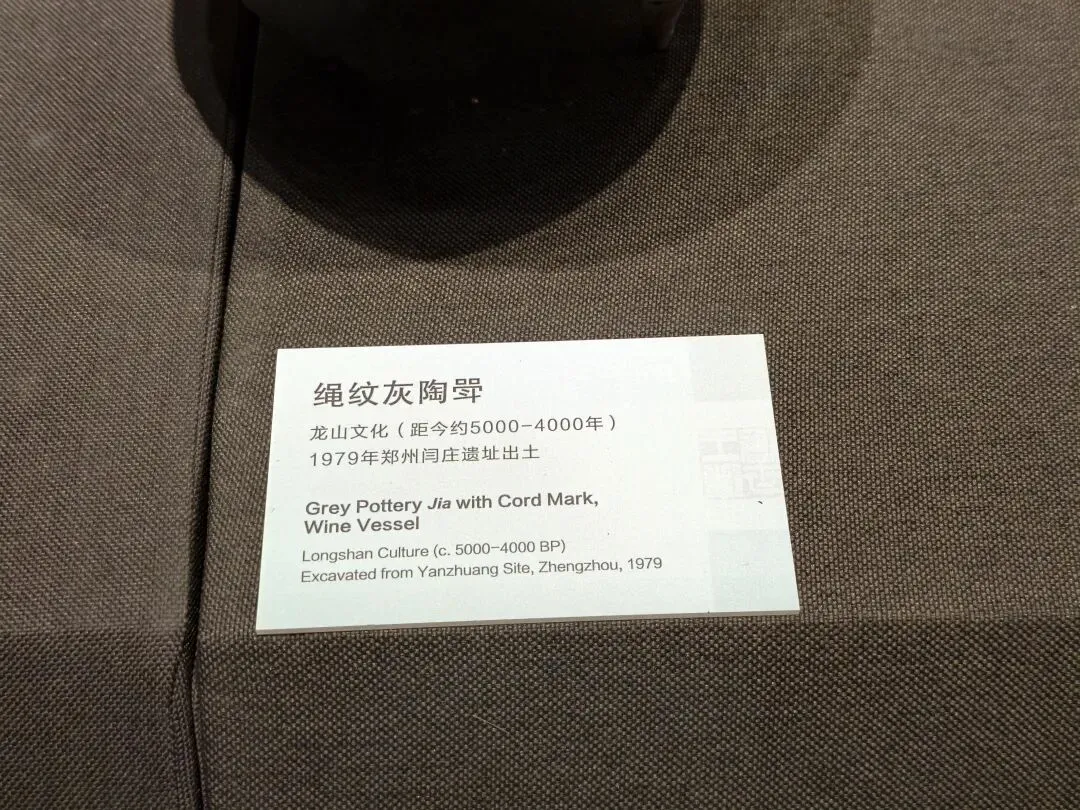 绳纹灰陶斝
龙山文化（距今约5000-4000年）
1979年郑州闫庄遗址出土
Grey Pottery Jia with Cord Mark,
Wine Vessel
Longshan Culture (c. 5000-4000 BP)
Excavated from Yanzhuang Site, Zhengzhou, 1979